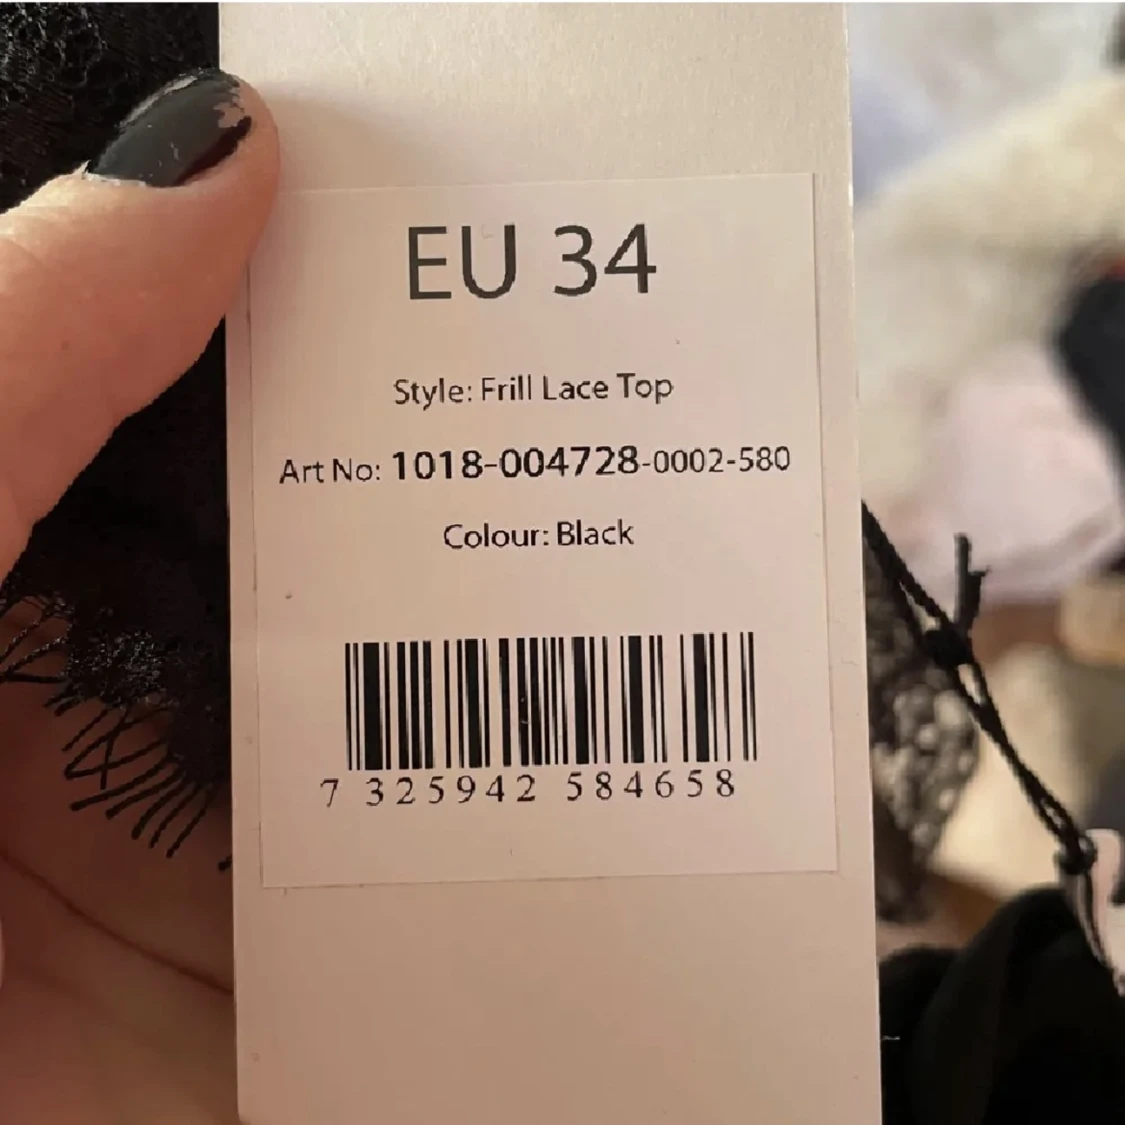 EU 34
Style: Frill Lace Top
Art No: 1018-004728-0002-580
Colour: Black
7 325942 584658